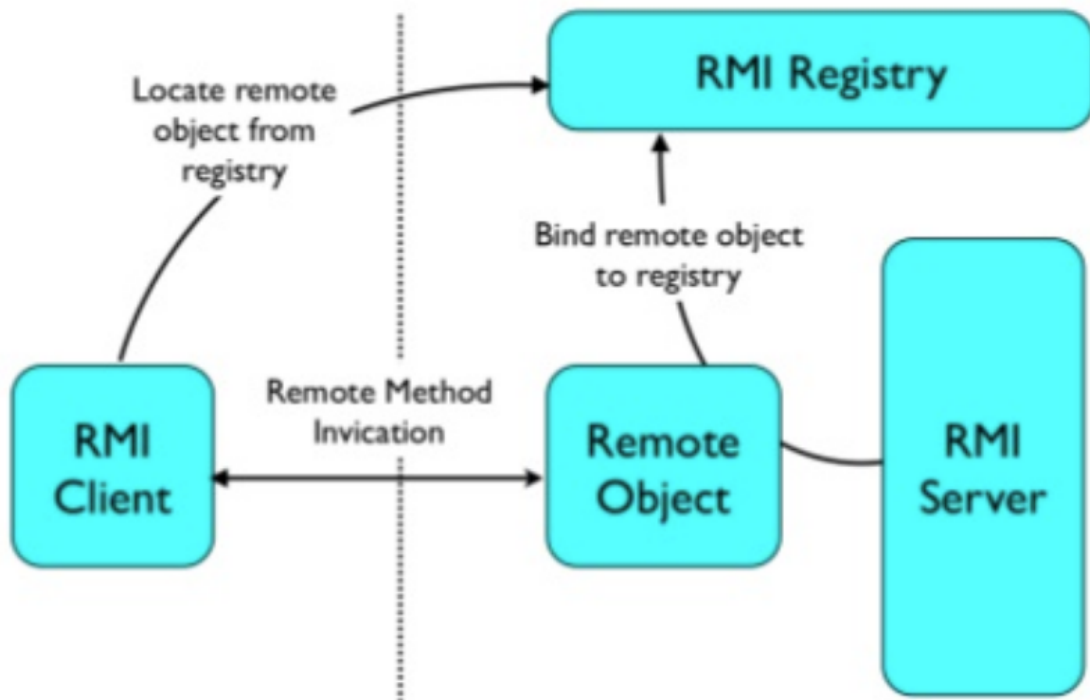 RMI Registry
Locate remote
object from
registry
Bind remote object
to registry
Remote Method
Invication
RMI
Client
Remote
Object
RMI
Server